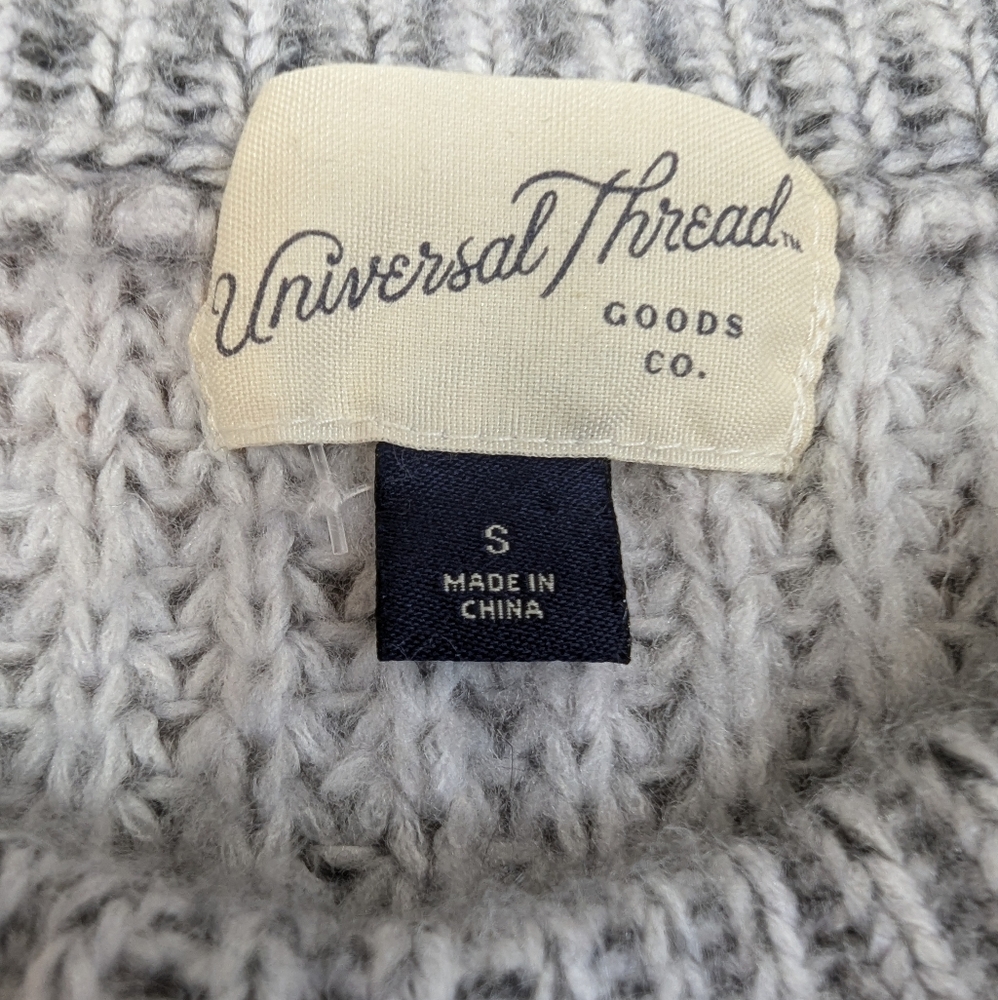 Universal Thread™
GOODS
CO.
S
MADE IN
CHINA